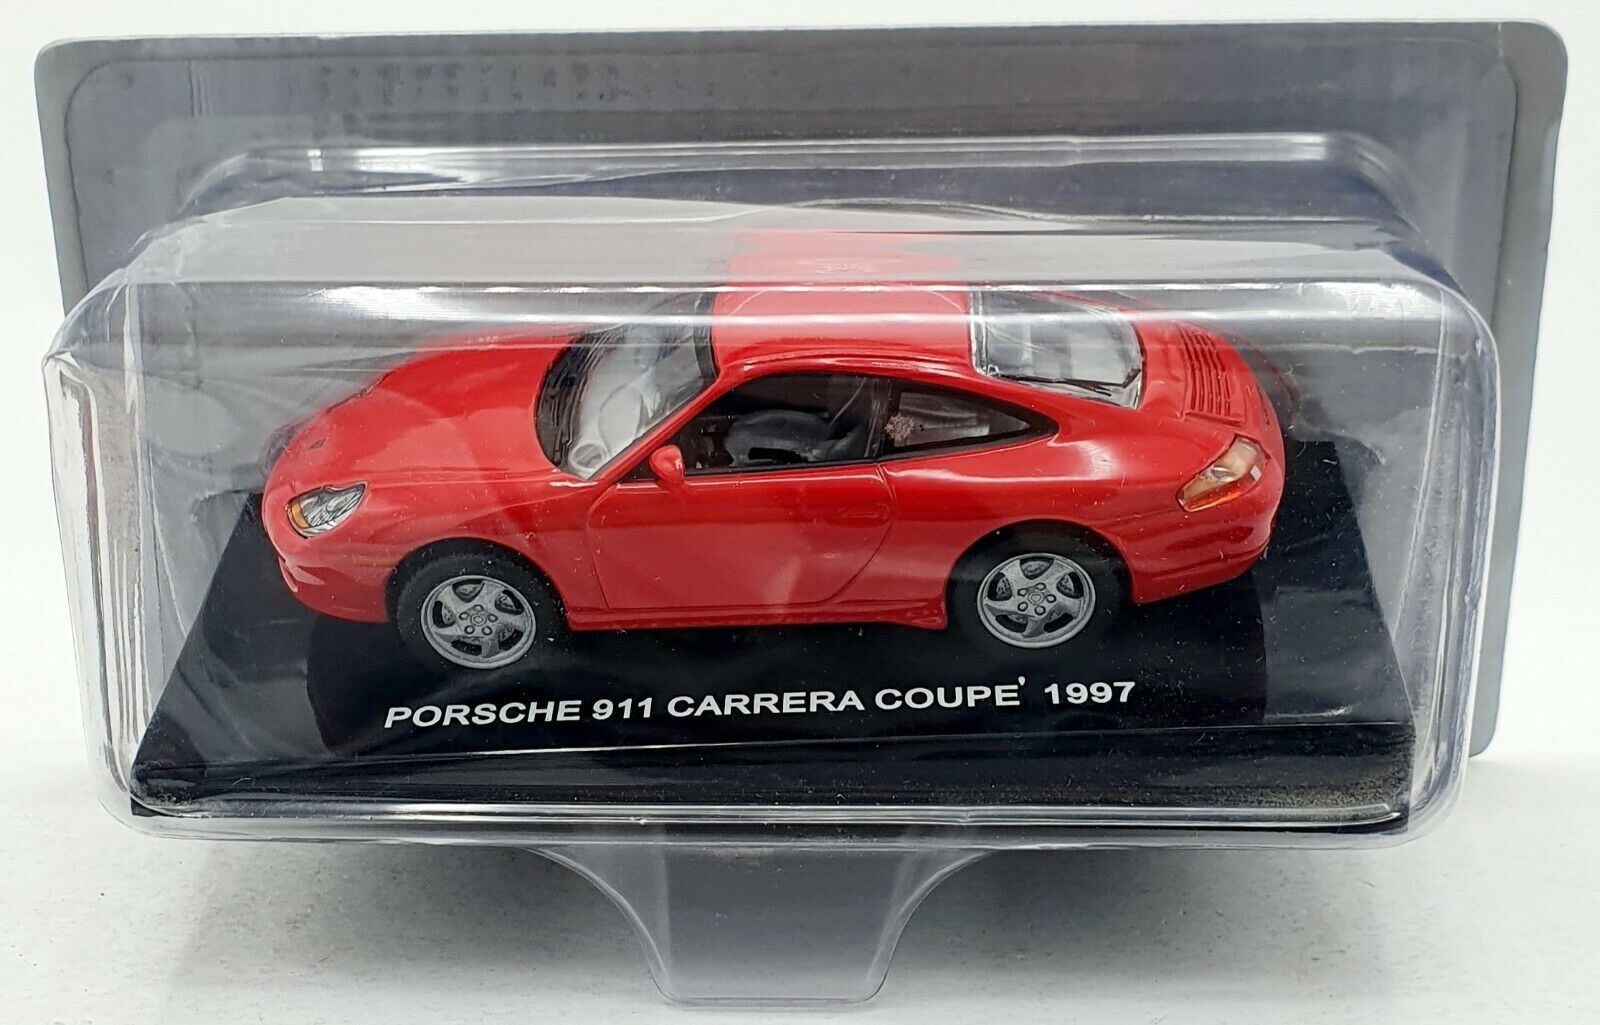 PORSCHE 911 CARRERA COUPE' 1997